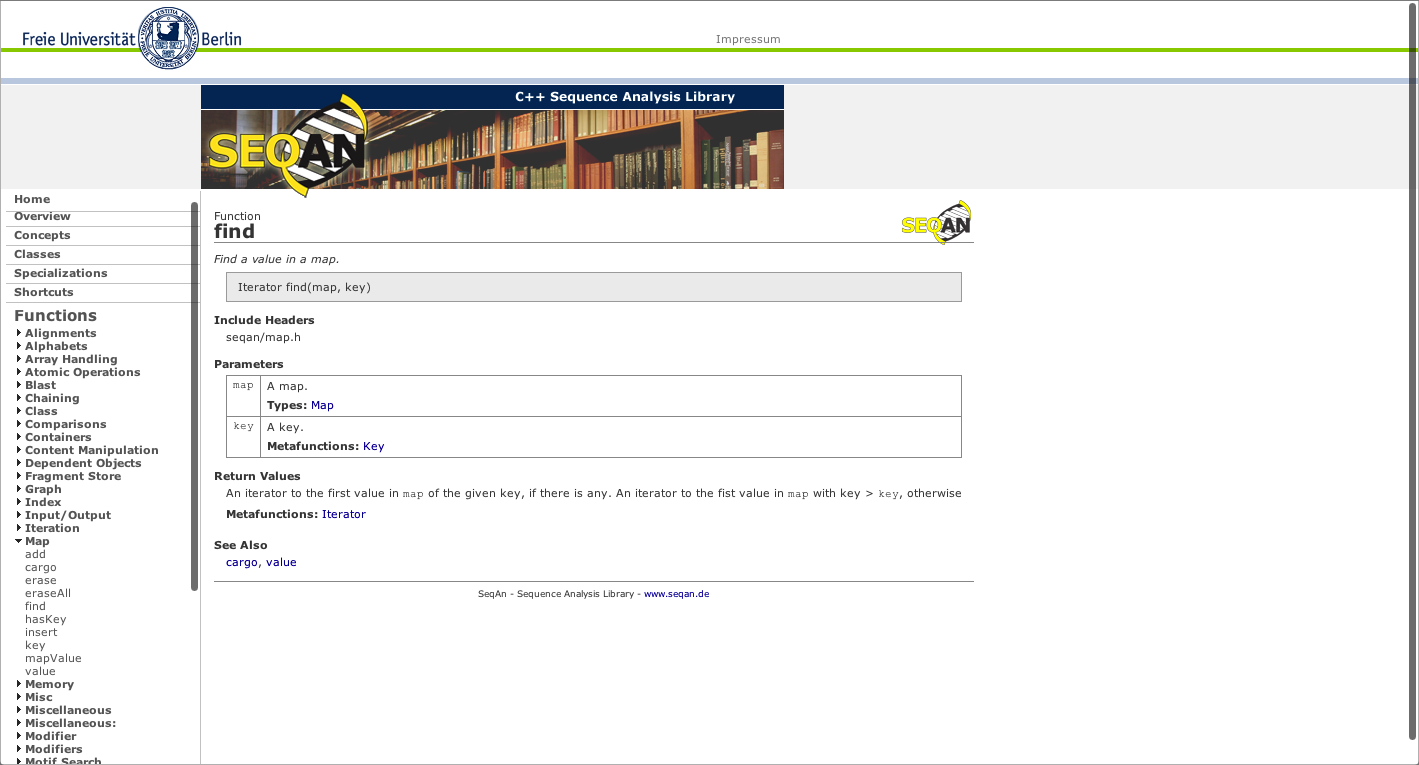 Freie Universität Berlin
Impressum
C++ Sequence Analysis Library
SEQAN
Home
Overview
Concepts
Classes
Specializations
Shortcuts
Functions
Alignments
Alphabets
Array Handling
Atomic Operations
Blast
Chaining
Class
Comparisons
Containers
Content Manipulation
Dependent Objects
Fragment Store
Graph
Index
Input/Output
Iteration
Map
add
cargo
erase
eraseAll
find
hasKey
insert
key
mapValue
value
Memory
Misc
Miscellaneous
Miscellaneous:
Modifier
Modifiers
Motif Search
Function
find
SEQAN
Find a value in a map.
Iterator find(map, key)
Include Headers
seqan/map.h
Parameters
map A map.
Types: Map
key A key.
Metafunctions: Key
Return Values
An iterator to the first value in map of the given key, if there is any. An iterator to the fist value in map with key > key, otherwise
Metafunctions: Iterator
See Also
cargo, value
SeqAn - Sequence Analysis Library - www.seqan.de